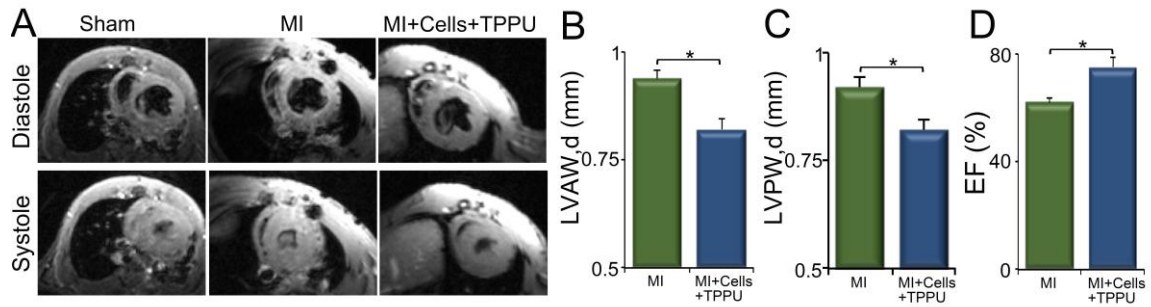 A
Sham
MI
MI+Cells+TPPU
Diastole
Systole
B
LVAW,d (mm)
1
0.75
0.5
*
MI
MI+Cells
+TPPU
C
LVPW,d (mm)
1
0.75
0.5
*
MI
MI+Cells
+TPPU
D
EF (%)
80
40
0
*
MI
MI+Cells
+TPPU